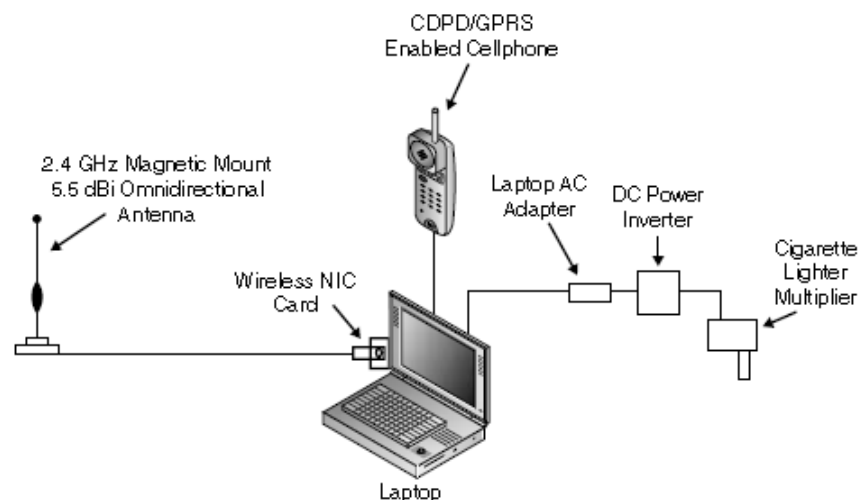 CDPD/GPRS
Enabled Cellphone
2.4 GHz Magnetic Mount
5.5 dBi Omnidirectional
Antenna
Laptop AC
Adapter
DC Power
Inverter
Cigarette
Lighter
Multiplier
Wireless NIC
Card
Laptop